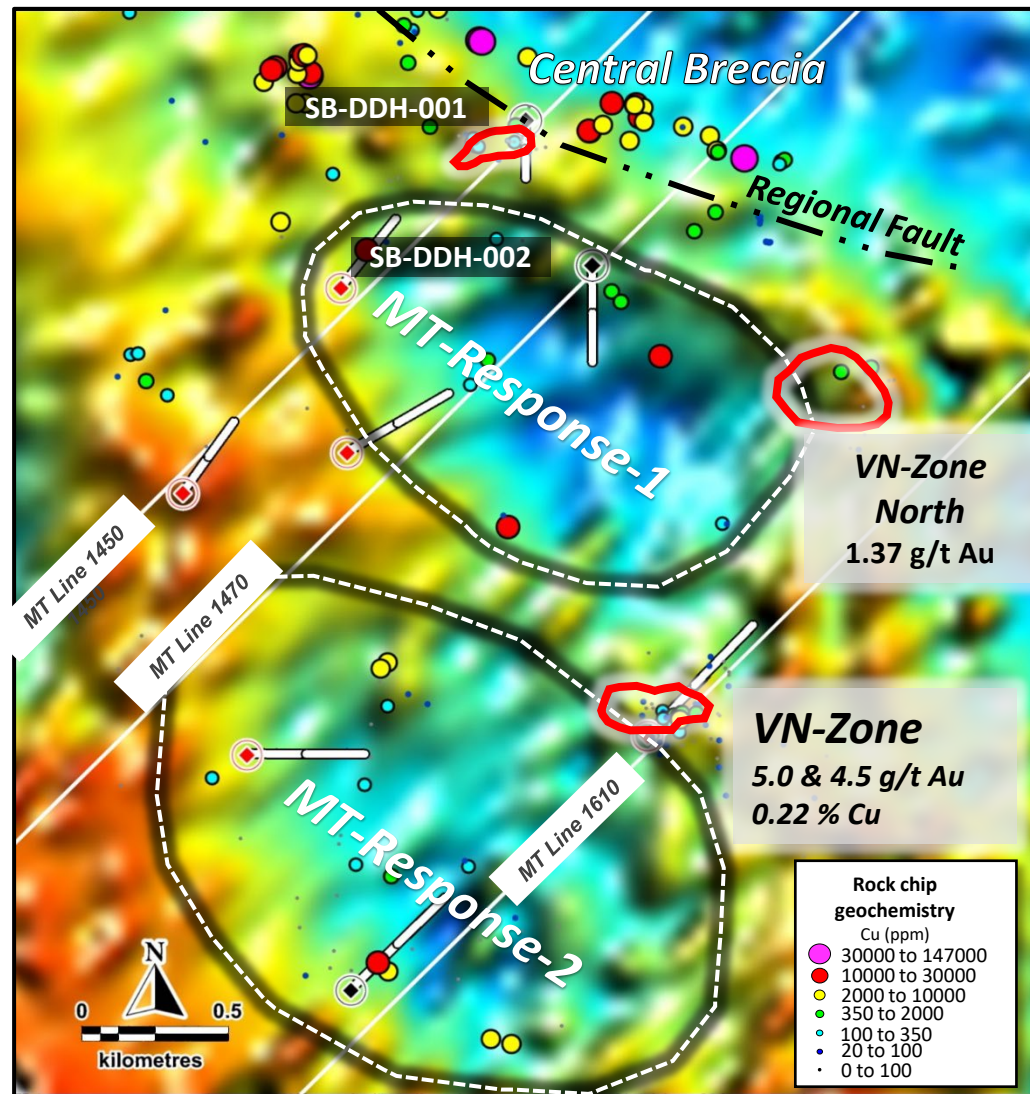 Central Breccia
SB-DDH-001
Regional Fault
SB-DDH-002
MT-Response-1
VN-Zone
North
1.37 g/t Au
MT Line 1450
1450
MT Line 1470
VN-Zone
5.0 & 4.5 g/t Au
0.22 % Cu
MT Line 1610
MT-Response-2
N
0 0.5
kilometres
Rock chip
geochemistry
Cu (ppm)
30000 to 147000
10000 to 30000
2000 to 10000
350 to 2000
100 to 350
20 to 100
0 to 100